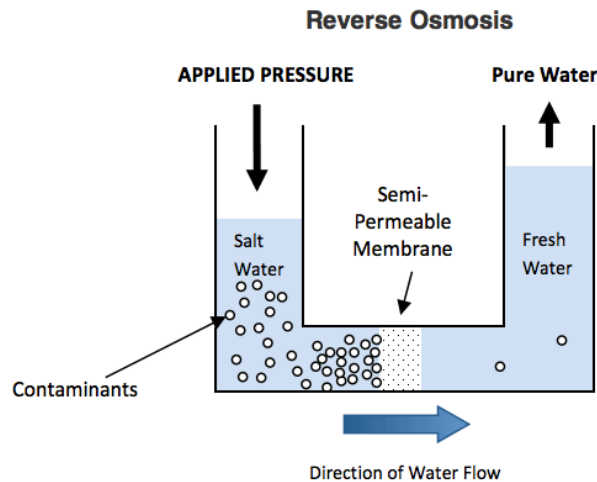 Reverse Osmosis
APPLIED PRESSURE
Pure Water
Semi-
Permeable
Membrane
Salt
Water
Fresh
Water
Contaminants
Direction of Water Flow